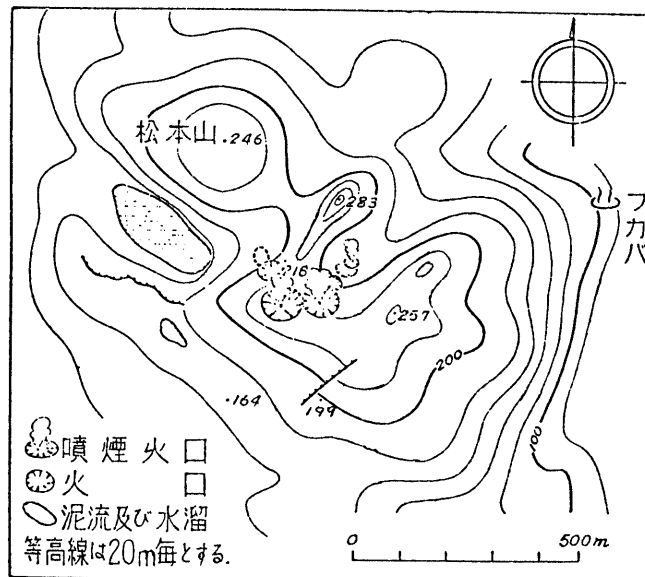 松本山.246
283
216
フカバ
257
200
.164
199
100
噴煙火口
火口
泥流及び水溜
等高線は20m毎とする.
0 500m